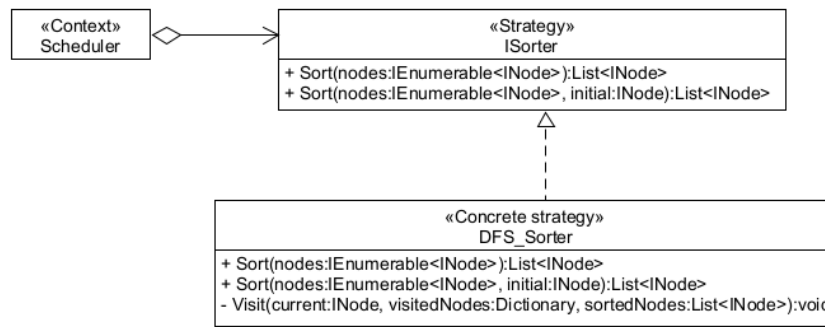 «Context»
Scheduler
«Strategy»
ISorter
+ Sort(nodes:IEnumerable<INode>):List<INode>
+ Sort(nodes:IEnumerable<INode>, initial:INode):List<INode>
«Concrete strategy»
DFS_Sorter
+ Sort(nodes:IEnumerable<INode>):List<INode>
+ Sort(nodes:IEnumerable<INode>, initial:INode):List<INode>
- Visit(current:INode, visitedNodes:Dictionary, sortedNodes:List<INode>):void